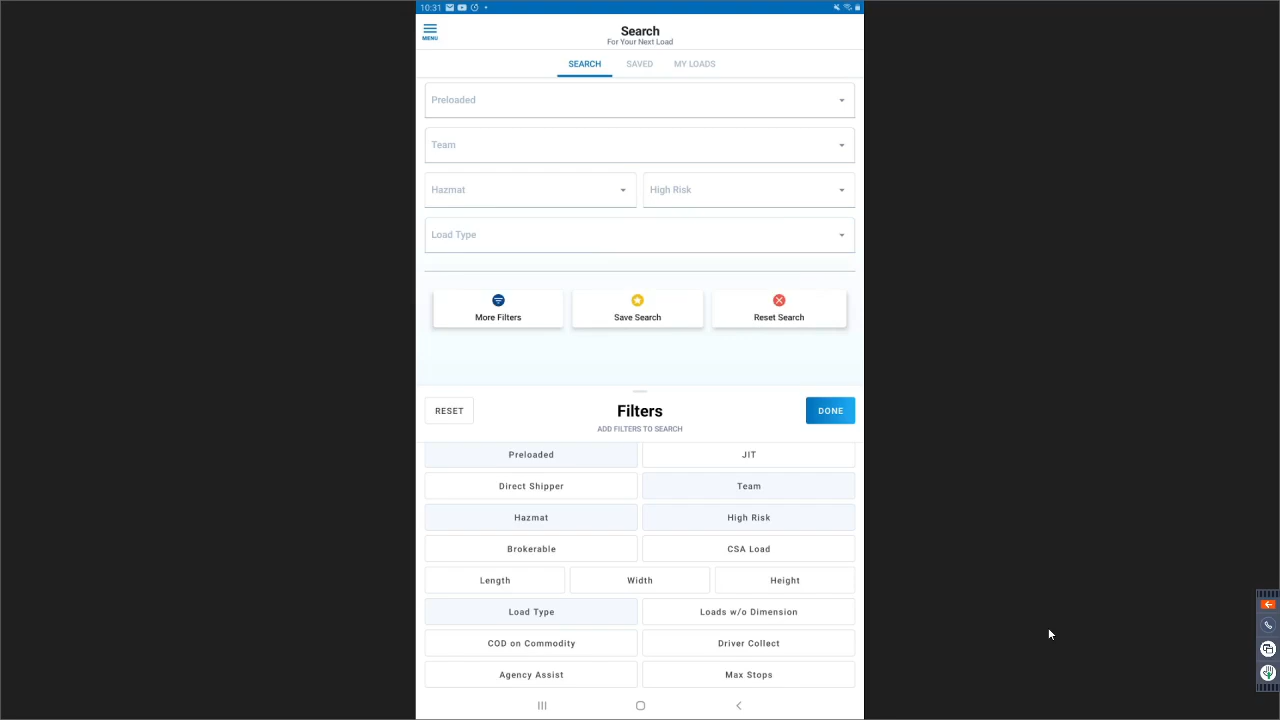 10:31
MENU
Search
For Your Next Load
SEARCH SAVED MY LOADS
Preloaded
Team
Hazmat High Risk
Load Type
More Filters Save Search Reset Search
RESET Filters DONE
ADD FILTERS TO SEARCH
Preloaded JIT
Direct Shipper Team
Hazmat High Risk
Brokerable CSA Load
Length Width Height
Load Type Loads w/o Dimension
COD on Commodity Driver Collect
Agency Assist Max Stops